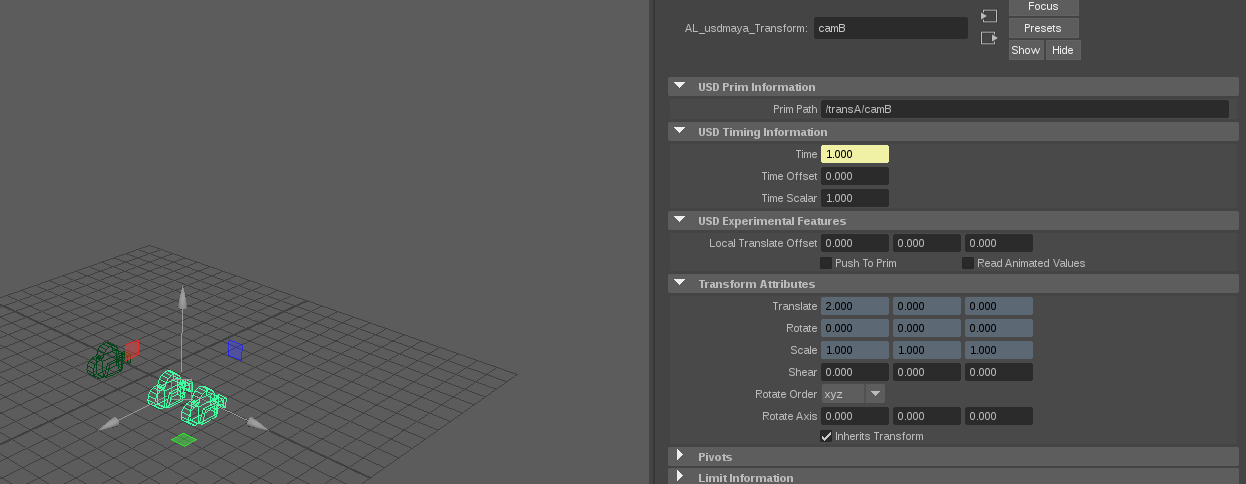 Focus
AL_usdmaya_Transform: camB
Presets
Show Hide
USD Prim Information
Prim Path /transA/camB
USD Timing Information
Time 1.000
Time Offset 0.000
Time Scalar 1.000
USD Experimental Features
Local Translate Offset 0.000 0.000 0.000
Push To Prim Read Animated Values
Transform Attributes
Translate 2.000 0.000 0.000
Rotate 0.000 0.000 0.000
Scale 1.000 1.000 1.000
Shear 0.000 0.000 0.000
Rotate Order xyz
Rotate Axis 0.000 0.000 0.000
Inherits Transform
Pivots
Limit Information